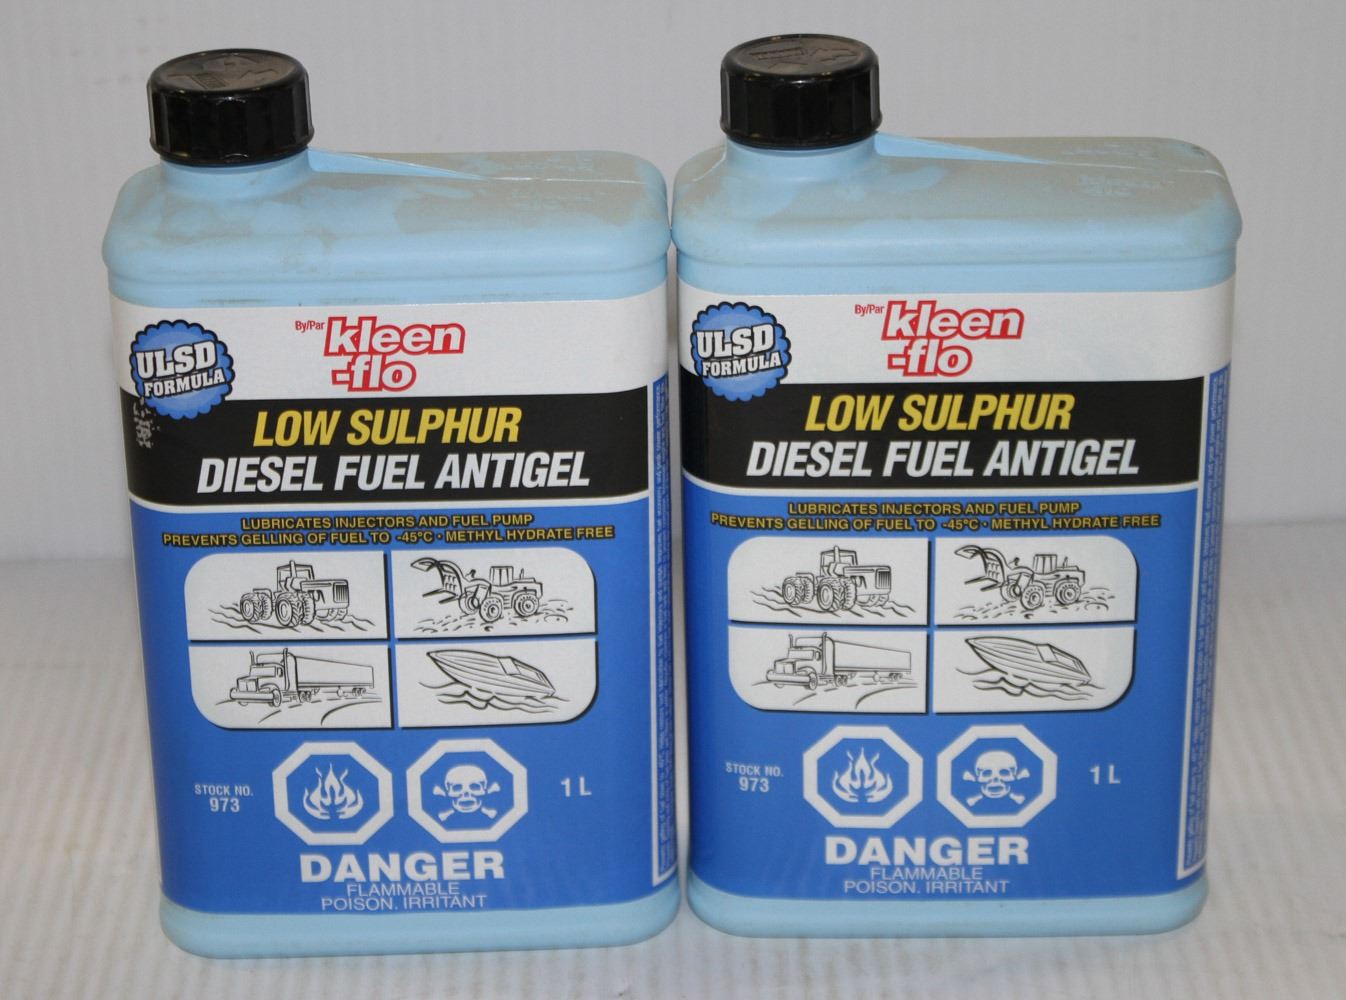 By/Par kleen
-flo
ULSD
FORMULA
LOW SULPHUR
DIESEL FUEL ANTIGEL
LUBRICATES INJECTORS AND FUEL PUMP
PREVENTS GELLING OF FUEL TO -45°C • METHYL HYDRATE FREE
STOCK NO.
973
1 L
DANGER
FLAMMABLE
POISON. IRRITANT
By/Par kleen
-flo
ULSD
FORMULA
LOW SULPHUR
DIESEL FUEL ANTIGEL
LUBRICATES INJECTORS AND FUEL PUMP
PREVENTS GELLING OF FUEL TO -45°C • METHYL HYDRATE FREE
STOCK NO.
973
1 L
DANGER
FLAMMABLE
POISON. IRRITANT